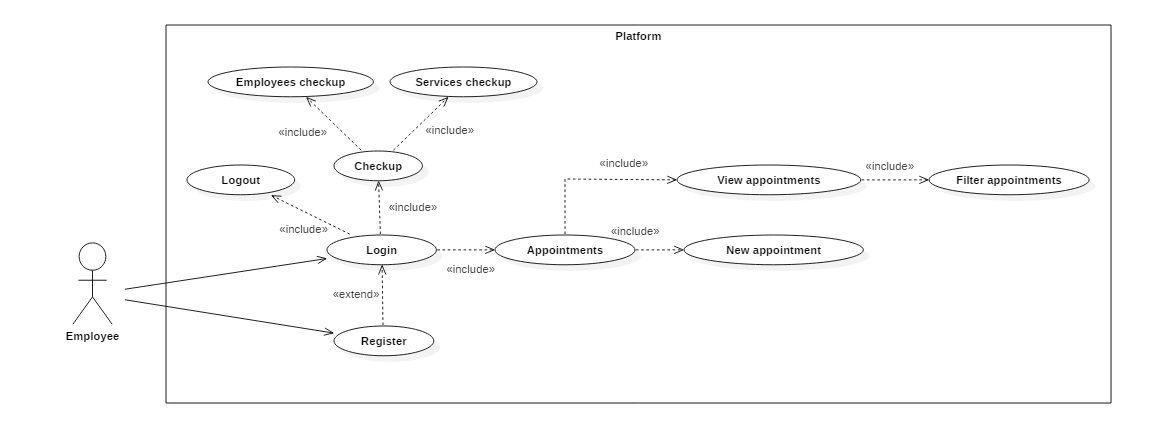 Platform
Employees checkup
Services checkup
«include»
«include»
Checkup
Logout
«include»
View appointments
«include»
Filter appointments
«include»
«include»
Login
«include»
Appointments
«include»
New appointment
«extend»
Register
Employee